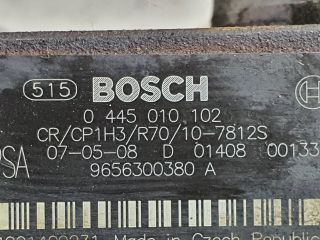 515 BOSCH
0 445 010 102
CR/CP1H3/R70/10-7812S
PSA 07-05-08 D 01408 00133
9656300380 A
Made in Czech Republic